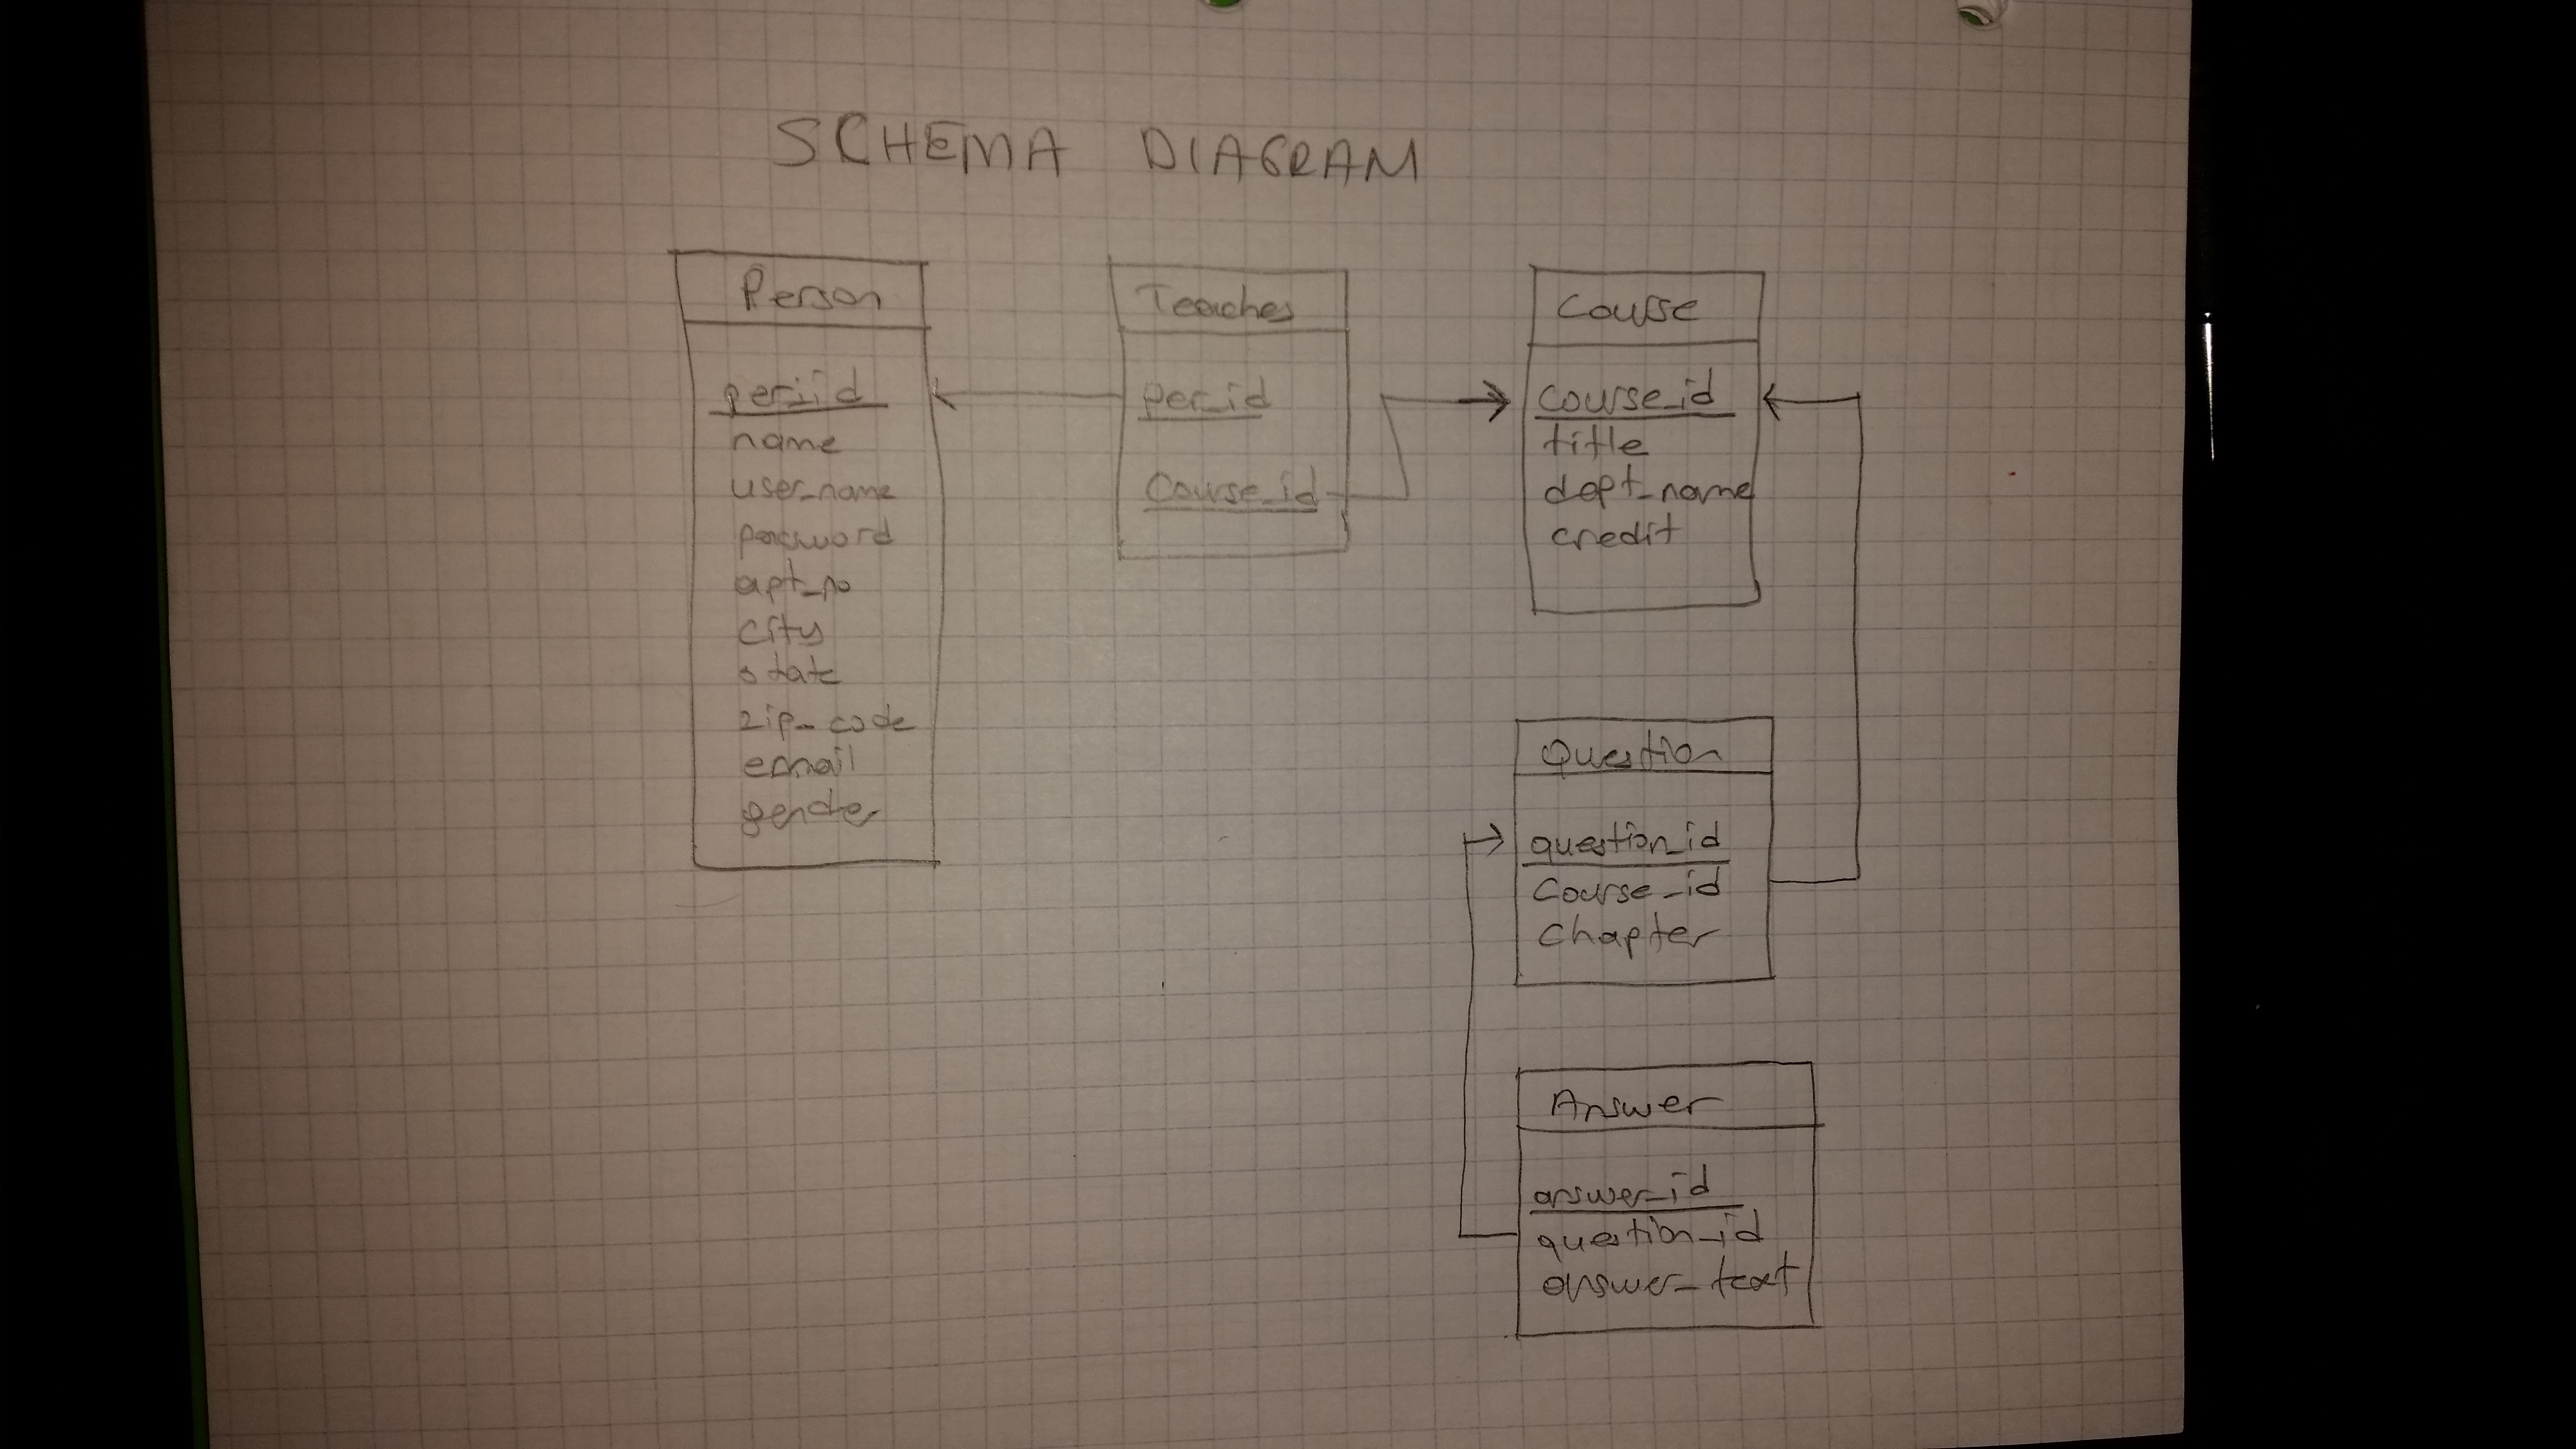 SCHEMA DIAGRAM
Person
per_id
name
user_name
password
apt_no
city
state
zip_code
email
gender
Teaches
per_id
Course_id
Course
course_id
title
dept_name
credit
Question
question_id
Course_id
Chapter
Answer
answer_id
question_id
answer_text